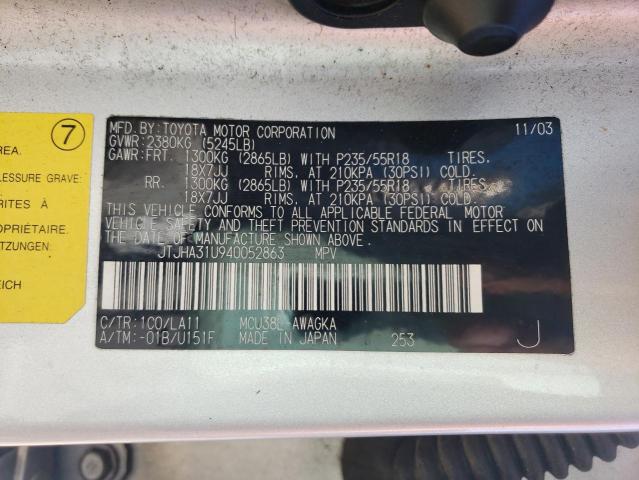 7
REA.
LESSURE GRAVE:
RITES À
OPRIÉTAIRE.
TZUNGEN
EICH
MFD. BY: TOYOTA MOTOR CORPORATION 11/03
GVWR: 2380KG (5245LB)
GAWR: FRT. 1300KG (2865LB) WITH P235/55R18 TIRES.
18X7JJ RIMS. AT 210KPA (30PSI) COLD.
RR. 1300KG (2865LB) WITH P235/55R18 TIRES.
18X7JJ RIMS. AT 210KPA (30PSI) COLD.
THIS VEHICLE CONFORMS TO ALL APPLICABLE FEDERAL MOTOR
VEHICLE SAFETY AND THEFT PREVENTION STANDARDS IN EFFECT ON
THE DATE OF MANUFACTURE SHOWN ABOVE.
JTJHA31U940052863 MPV
C/TR: 1C0/LA11 MCU38L-AWAGKA
A/TM: -01B/U151F MADE IN JAPAN 253 J